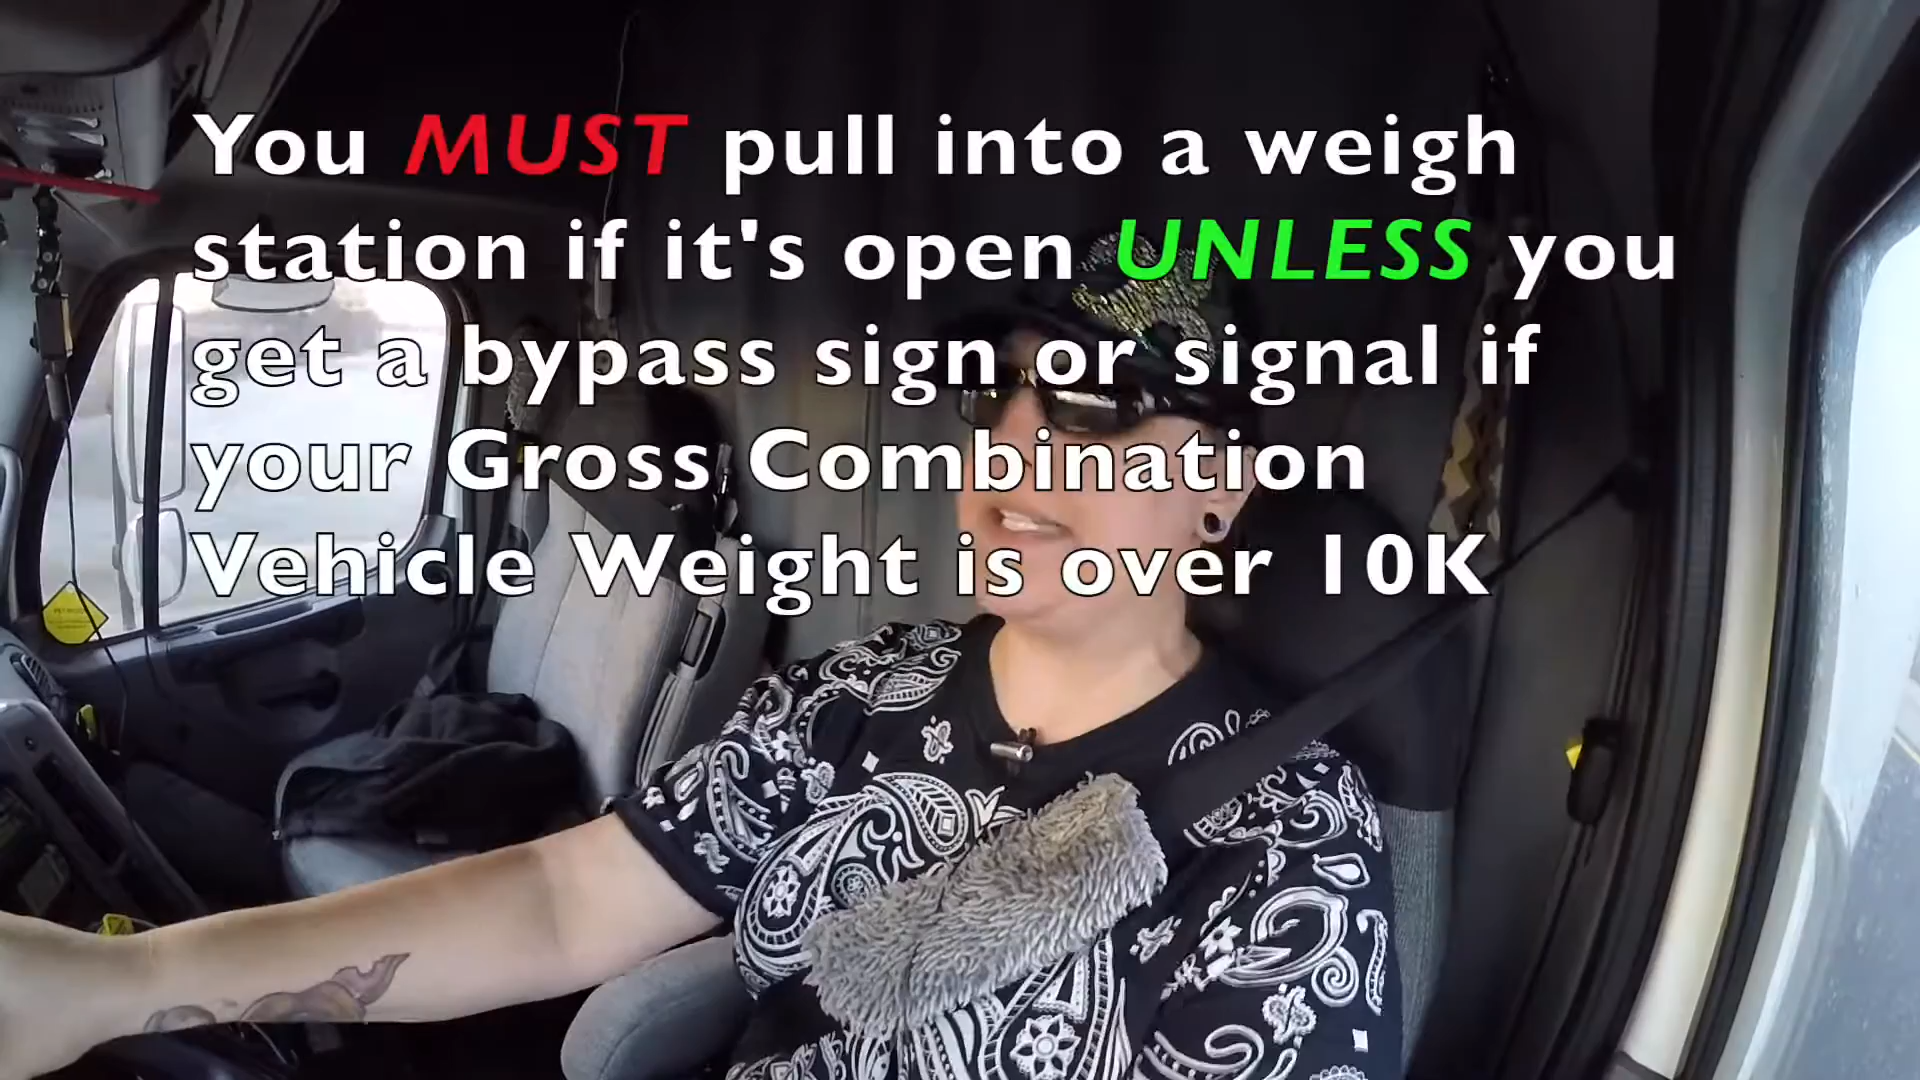 You MUST pull into a weigh
station if it's open UNLESS you
get a bypass sign or signal if
your Gross Combination
Vehicle Weight is over 10K